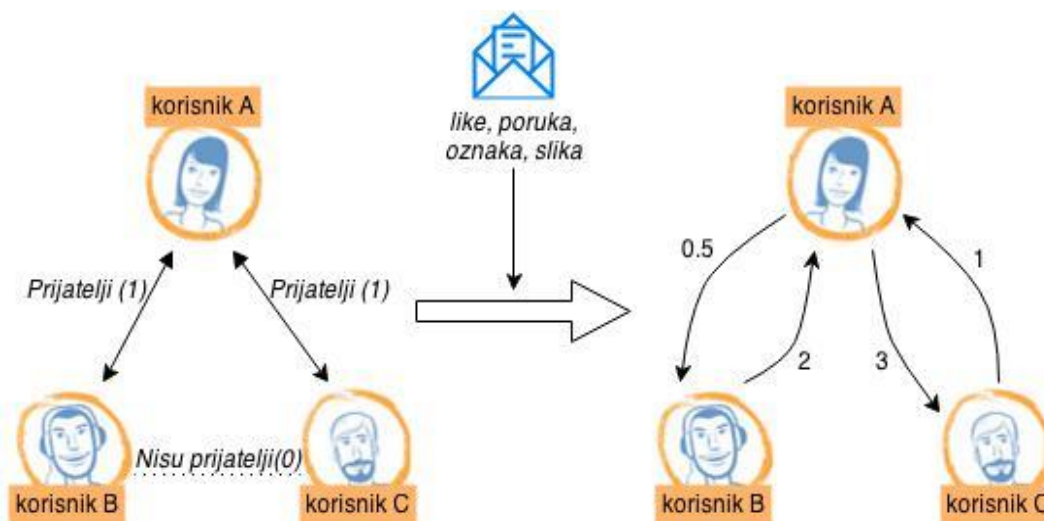 korisnik A
Prijatelji (1)
Prijatelji (1)
korisnik B
Nisu prijatelji(0)
korisnik C
like, poruka,
oznaka, slika
korisnik A
0.5
2
3
1
korisnik B
korisnik C